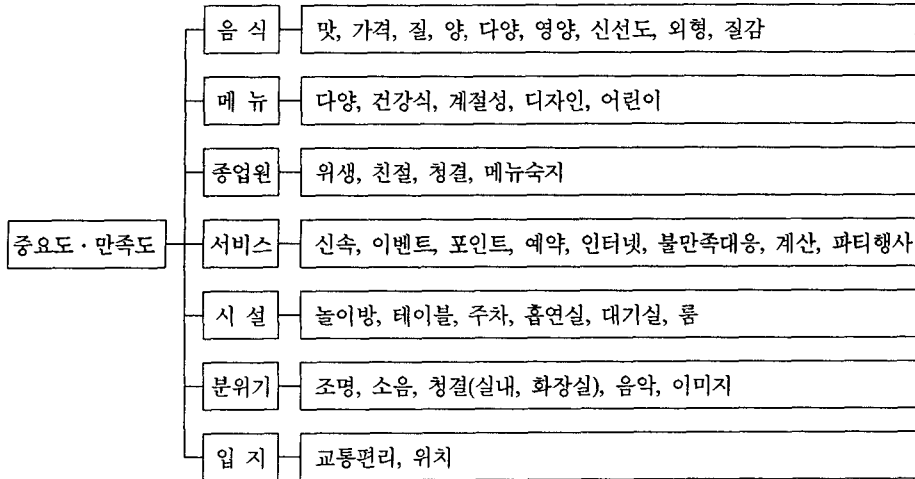 음 식 맛, 가격, 질, 양, 다양, 영양, 신선도, 외형, 질감
메 뉴 다양, 건강식, 계절성, 디자인, 어린이
종업원 위생, 친절, 청결, 메뉴숙지
중요도 · 만족도 서비스 신속, 이벤트, 포인트, 예약, 인터넷, 불만족대응, 계산, 파티행사
시 설 놀이방, 테이블, 주차, 흡연실, 대기실, 룸
분위기 조명, 소음, 청결(실내, 화장실), 음악, 이미지
입 지 교통편리, 위치